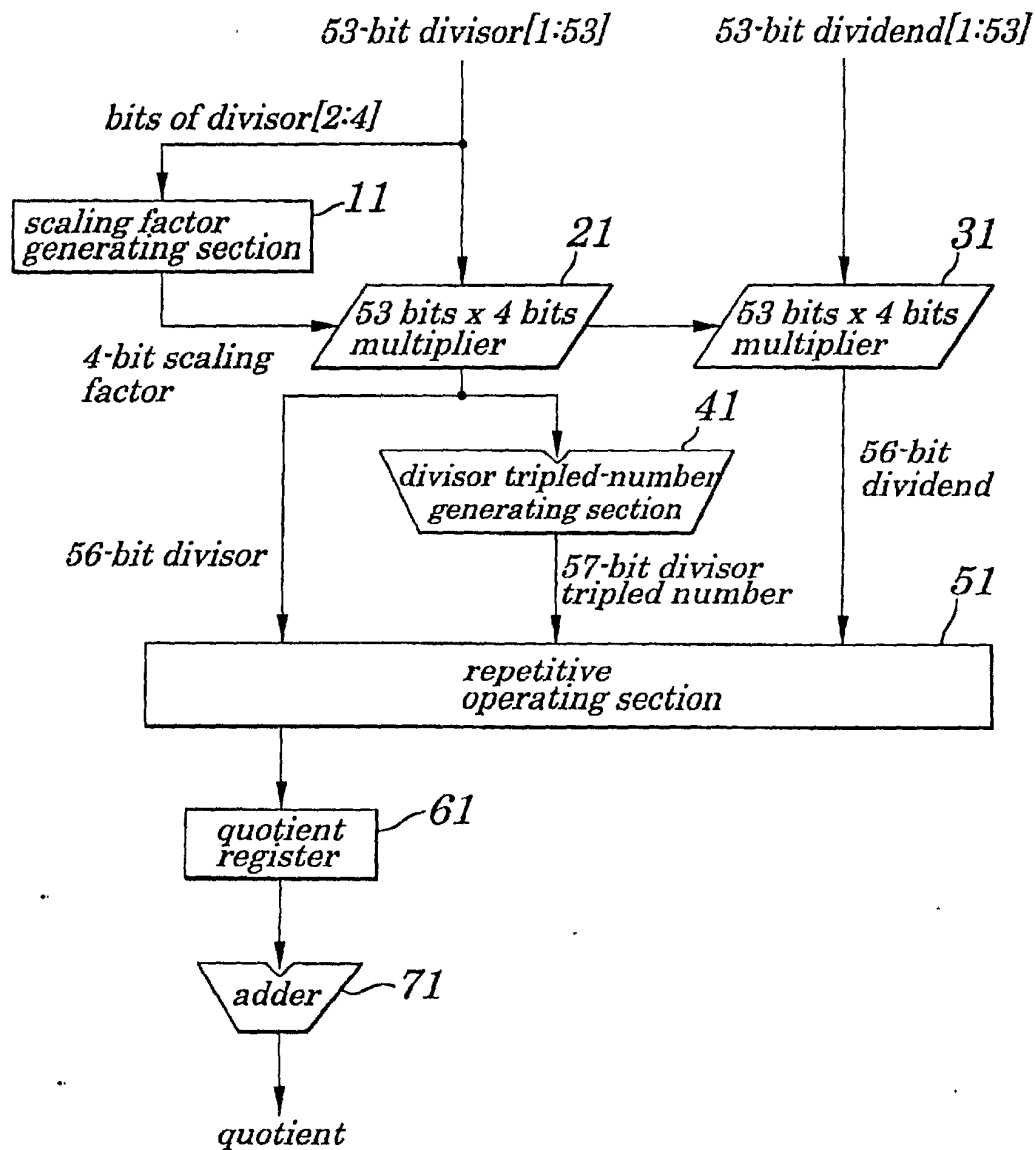 53-bit divisor[1:53]
53-bit dividend[1:53]
bits of divisor[2:4]
11
scaling factor
generating section
21
31
53 bits x 4 bits
multiplier
53 bits x 4 bits
multiplier
4-bit scaling
factor
41
divisor tripled-number
generating section
56-bit
dividend
56-bit divisor
57-bit divisor
tripled number
51
repetitive
operating section
61
quotient
register
adder
71
quotient